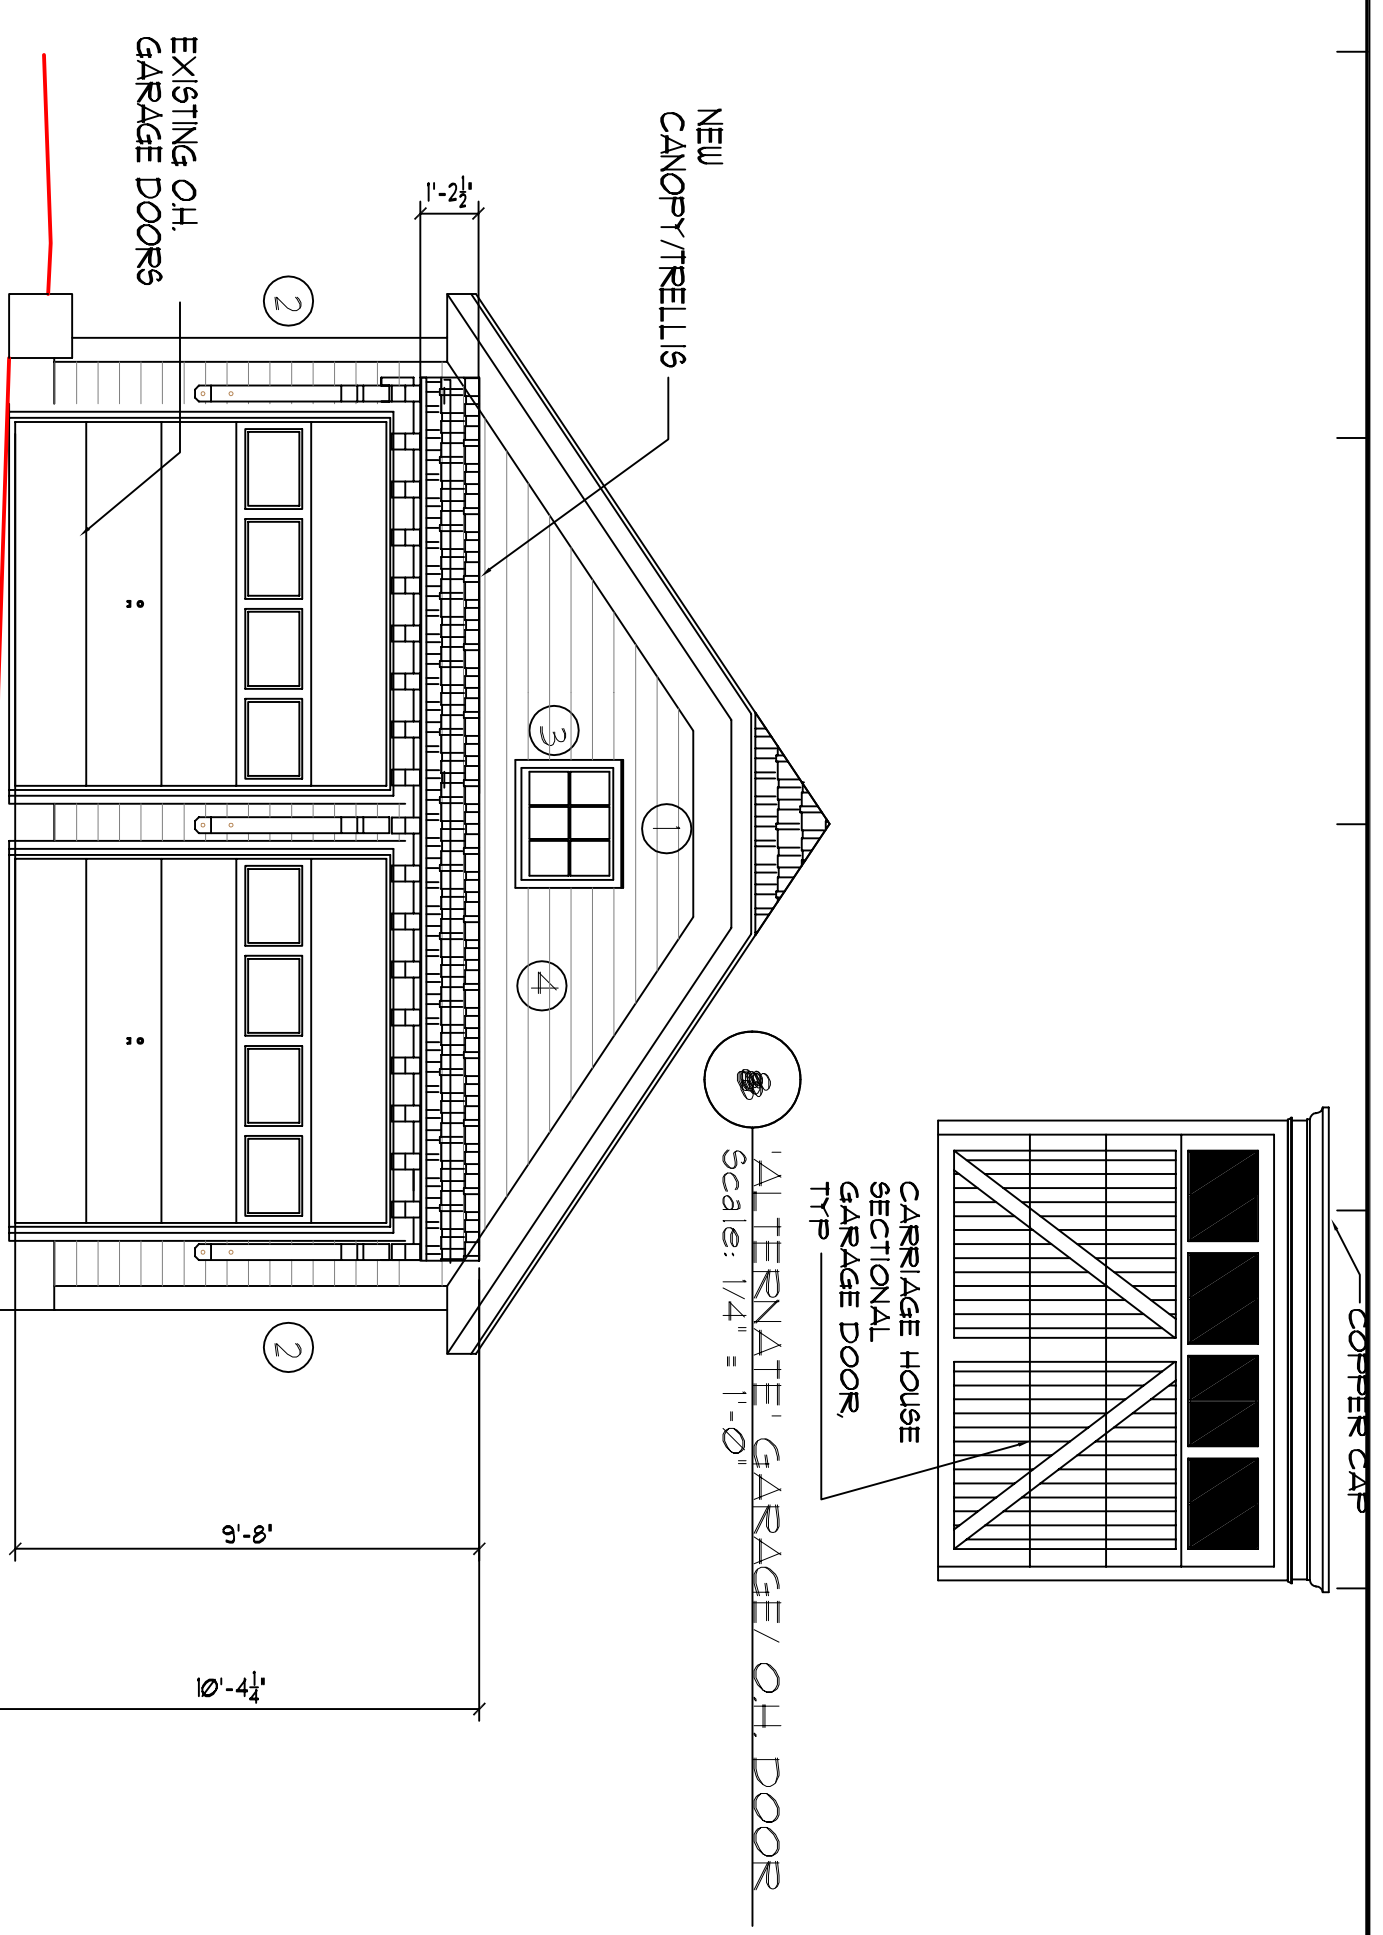 COPPER CAP
CARRIAGE HOUSE
SECTIONAL
GARAGE DOOR,
TYP
'ALTERNATE' GARAGE/ O.H. DOOR
Scale: 1/4" = 1'-0"
NEW
CANOPY/TRELLIS
1
3
4
1'-2½"
2
2
EXISTING O.H.
GARAGE DOORS
9'-8"
10'-4¼"